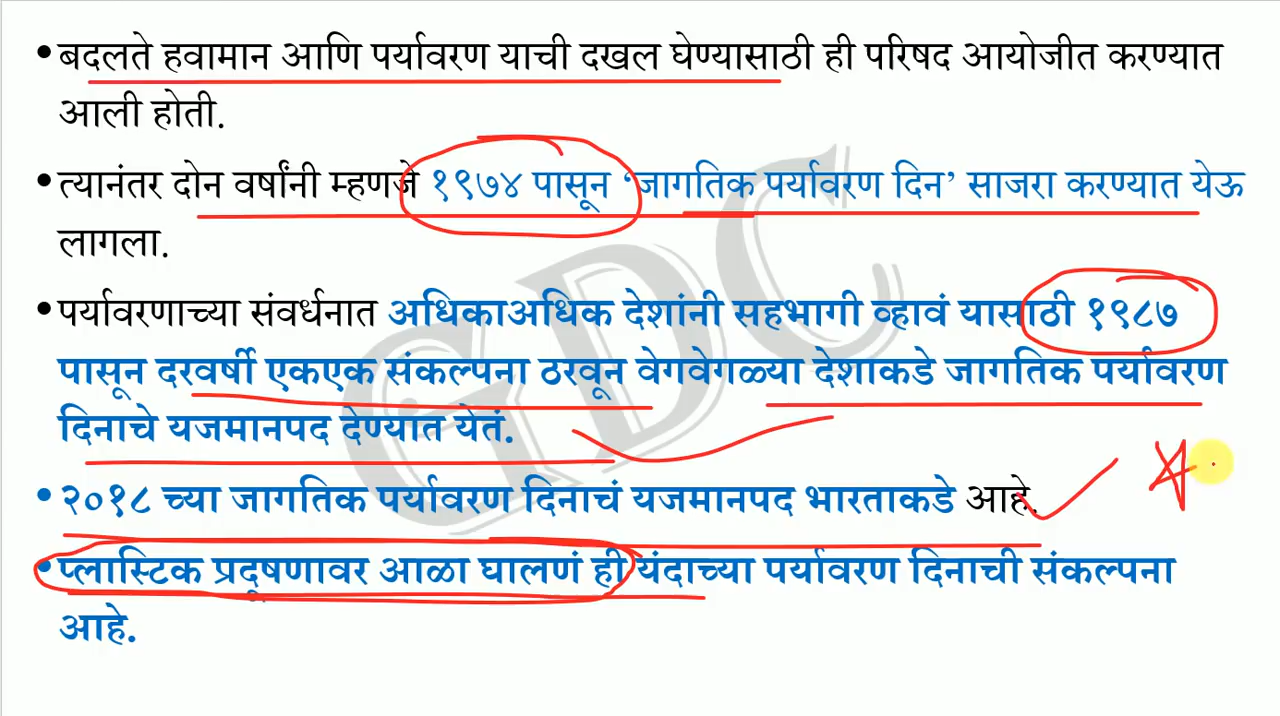 • बदलते हवामान आणि पर्यावरण याची दखल घेण्यासाठी ही परिषद आयोजीत करण्यात
आली होती.
• त्यानंतर दोन वर्षांनी म्हणजे १९७४ पासून ‘जागतिक पर्यावरण दिन’ साजरा करण्यात येऊ
लागला.
• पर्यावरणाच्या संवर्धनात अधिकाअधिक देशांनी सहभागी व्हावं यासाठी १९८७
पासून दरवर्षी एकएक संकल्पना ठरवून वेगवेगळ्या देशाकडे जागतिक पर्यावरण
दिनाचे यजमानपद देण्यात येतं.
• २०१८ च्या जागतिक पर्यावरण दिनाचं यजमानपद भारताकडे आहे.
• प्लास्टिक प्रदूषणावर आळा घालणं ही यंदाच्या पर्यावरण दिनाची संकल्पना
आहे.
GDC